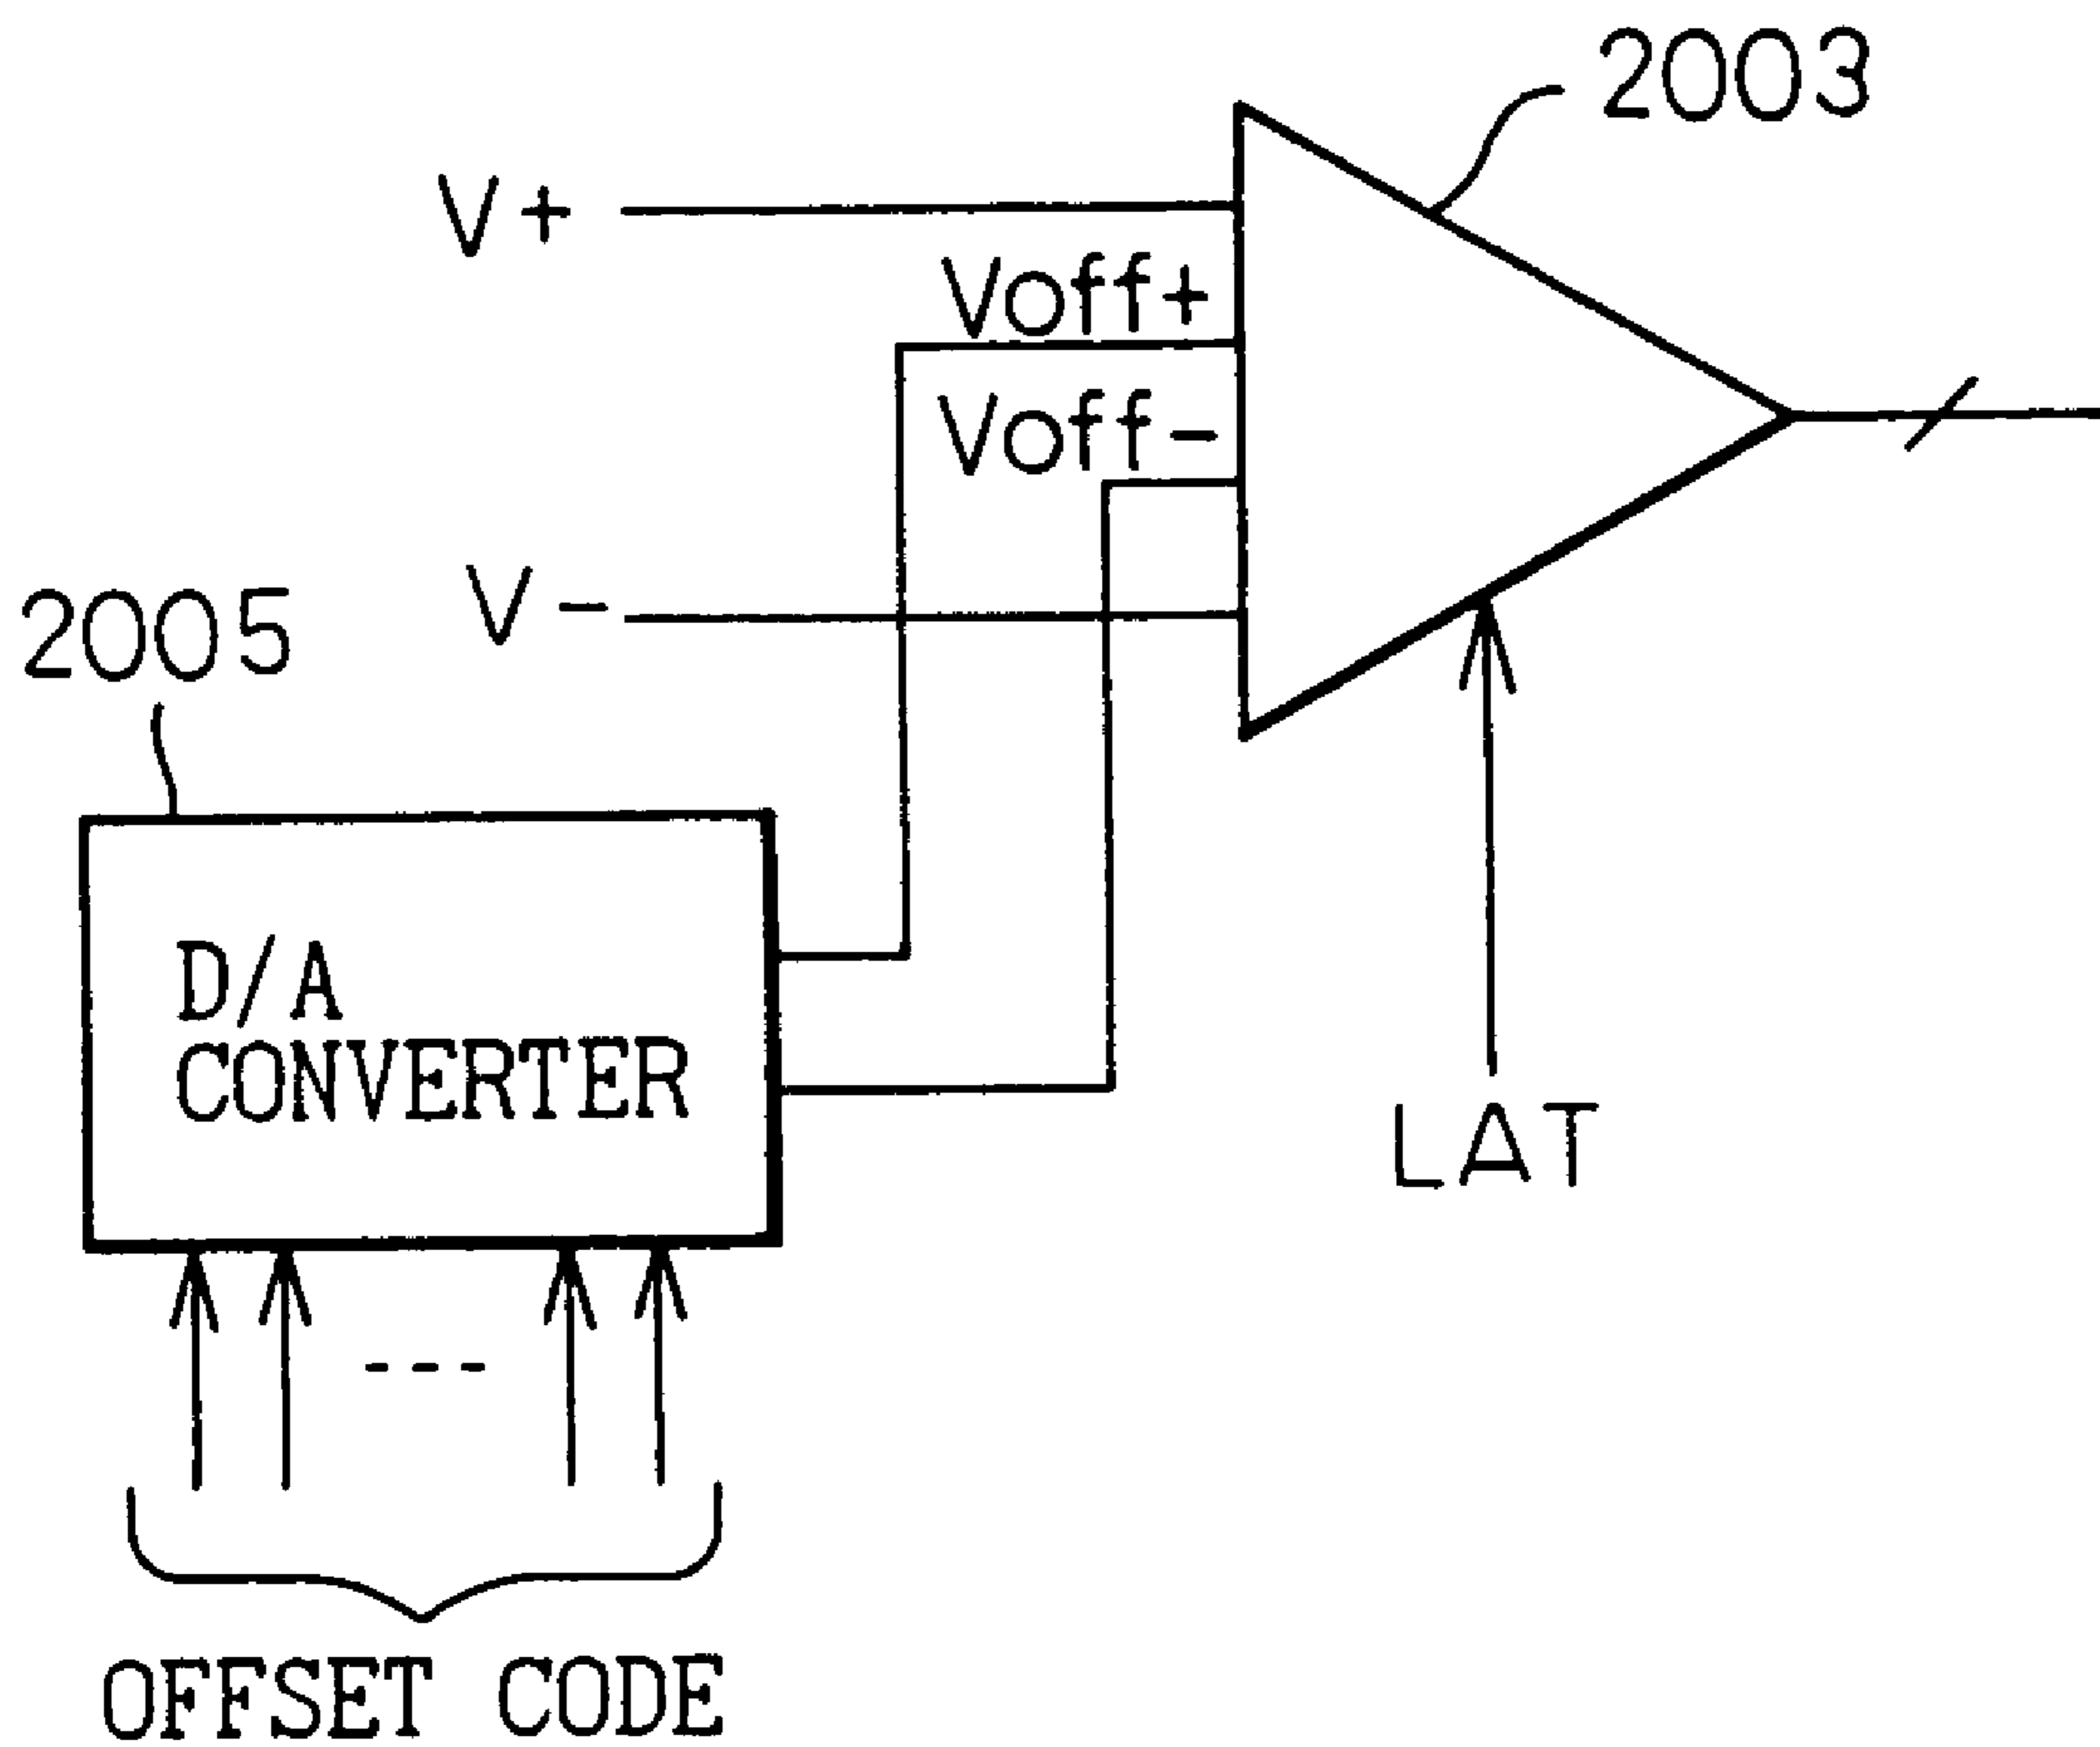 2003
V+
Voff+
Voff-
V-
2005
D/A
CONVERTER
LAT
---
OFFSET CODE